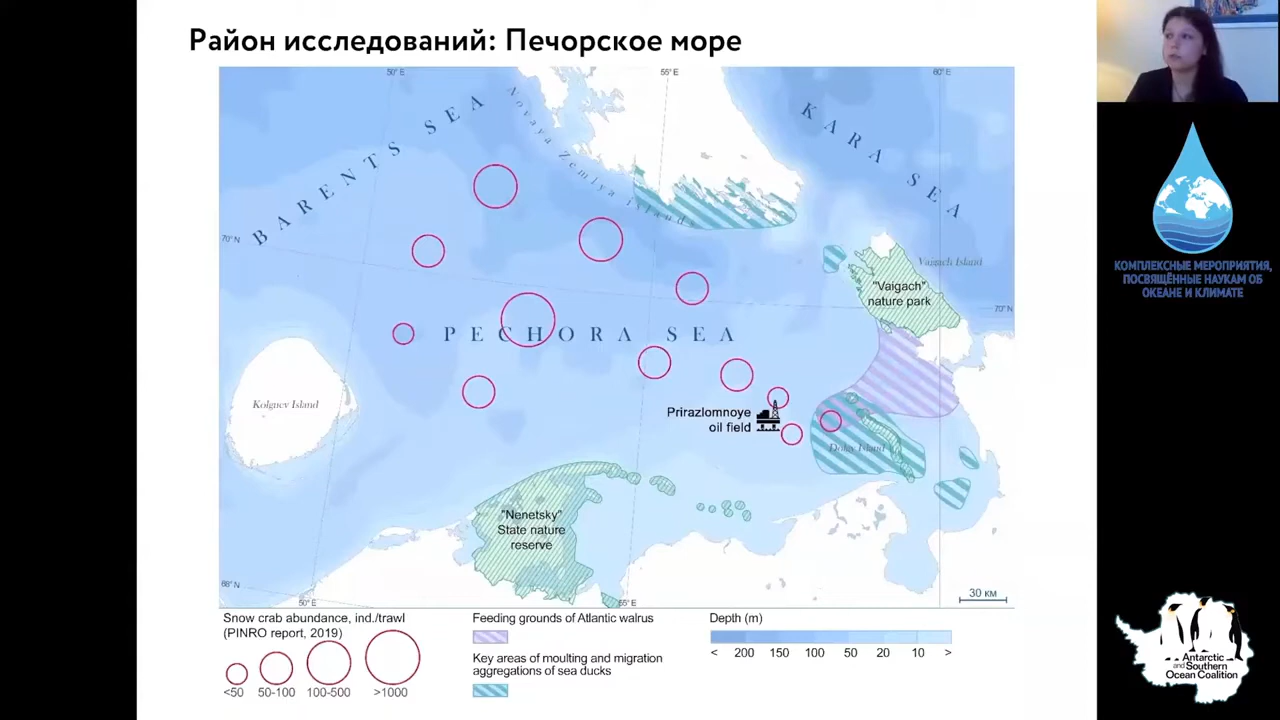 Район исследований: Печорское море
50° E
55° E
60° E
BARENTS SEA
Novaya Zemlya islands
KARA SEA
70° N
Vaigach Island
"Vaigach"
nature park
70° N
PECHORA SEA
Kolguev Island
Prirazlomnoye
oil field
Dolgy Island
"Nenetsky"
State nature
reserve
68° N
50° E
55° E
30 км
Snow crab abundance, ind./trawl
(PINRO report, 2019)
<50
50-100
100-500
>1000
Feeding grounds of Atlantic walrus
Key areas of moulting and migration
aggregations of sea ducks
Depth (m)
< 200 150 100 50 20 10 >
КОМПЛЕКСНЫЕ МЕРОПРИЯТИЯ,
ПОСВЯЩЁННЫЕ НАУКАМ ОБ
ОКЕАНЕ И КЛИМАТЕ
Antarctic
and Southern
Ocean Coalition